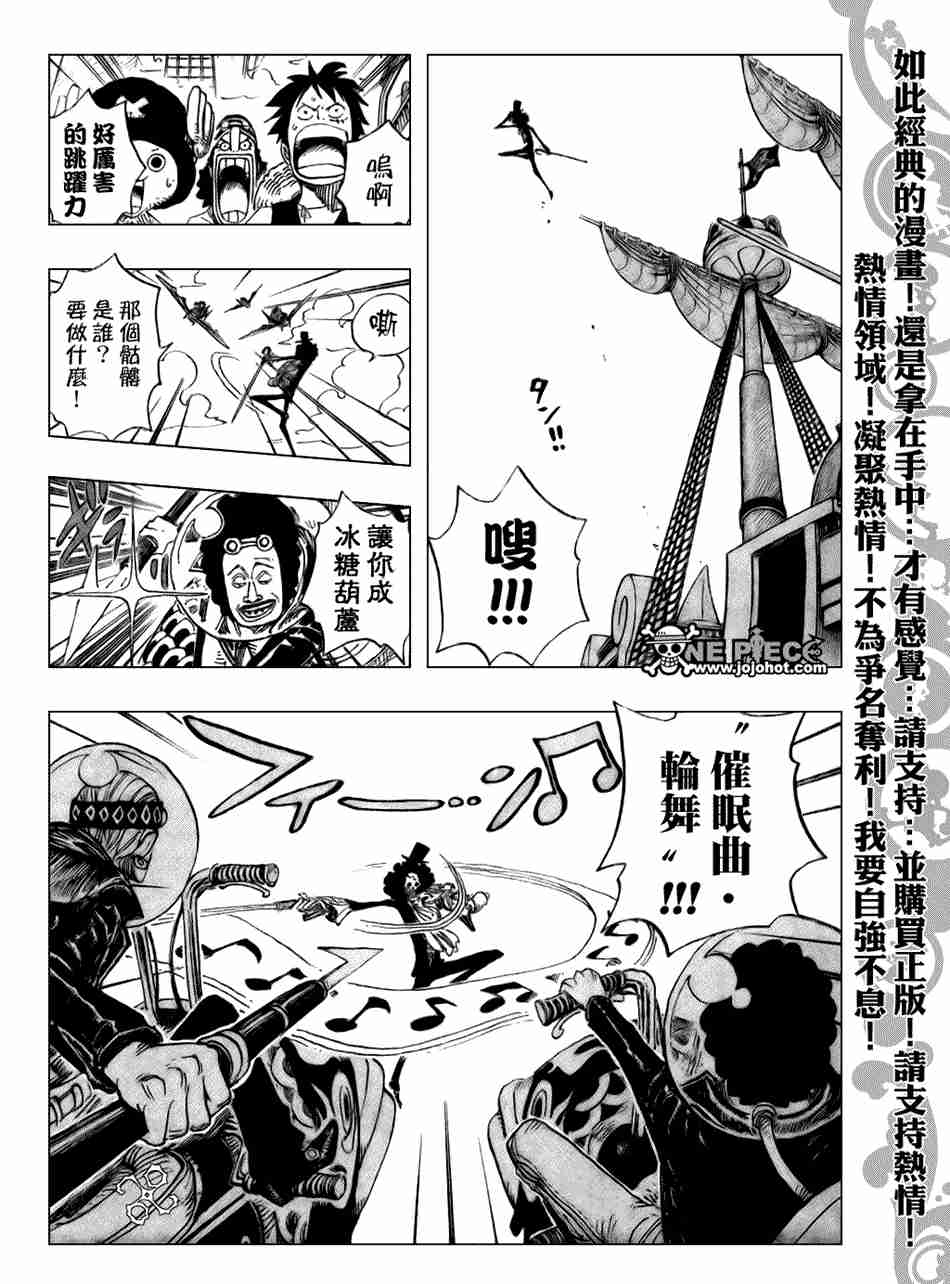 如此經典的漫畫！還是拿在手中…才有感覺…請支持…並購買正版！請支持熱情！
熱情領域！凝聚熱情！不為爭名奪利！我要自強不息！
タン!!
嗖!!!
ONE PIECE
www.jojohot.com
嗚啊
好厲害
的跳躍力
嘶
那個骷髏
是誰？
要做什麼！
讓你成
冰糖葫蘆
〝催眠曲·
輪舞〞!!!
フィーーン♫